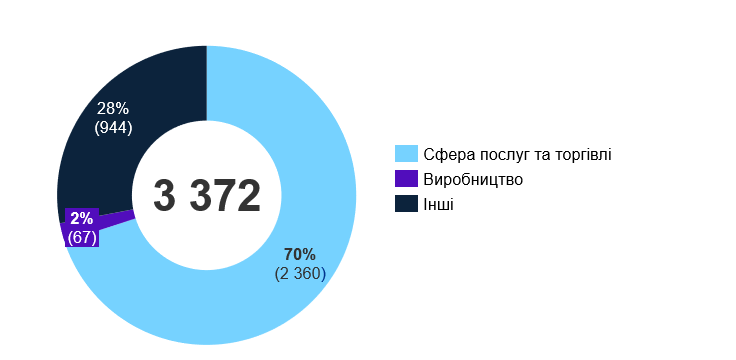 28%
(944)
3 372
2%
(67)
70%
(2 360)
Сфера послуг та торгівлі
Виробництво
Інші